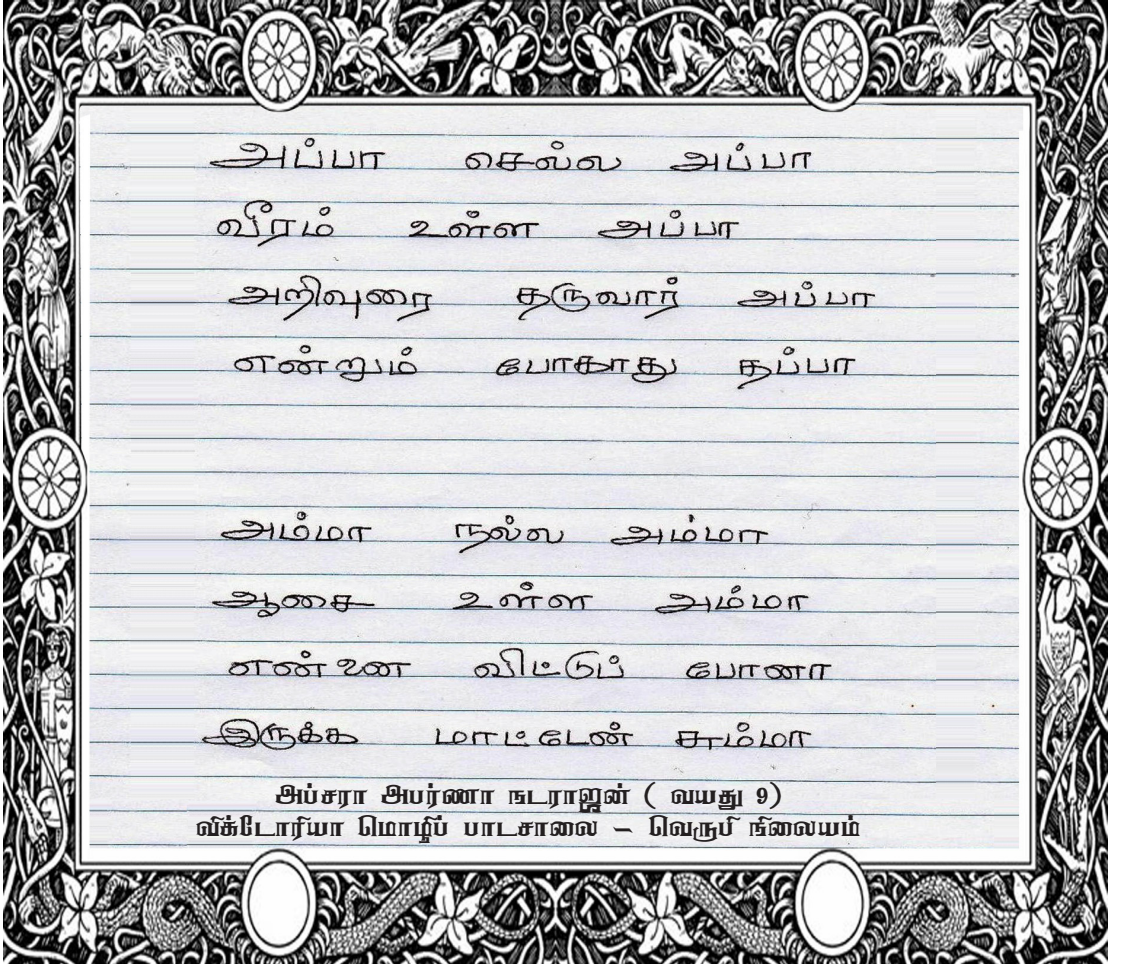 அப்பா செல்ல அப்பா
வீரம் உள்ள அப்பா
அறிவுரை தருவார் அப்பா
என்றும் போகாது தப்பா
அம்மா நல்ல அம்மா
ஆசை உள்ள அம்மா
என்னை விட்டுப் போனா
இருக்க மாட்டேன் சும்மா
அப்சரா அபர்ணா நடராஜன் ( வயது 9)
விக்டோரியா மொழிப் பாடசாலை – வெருபி நிலையம்